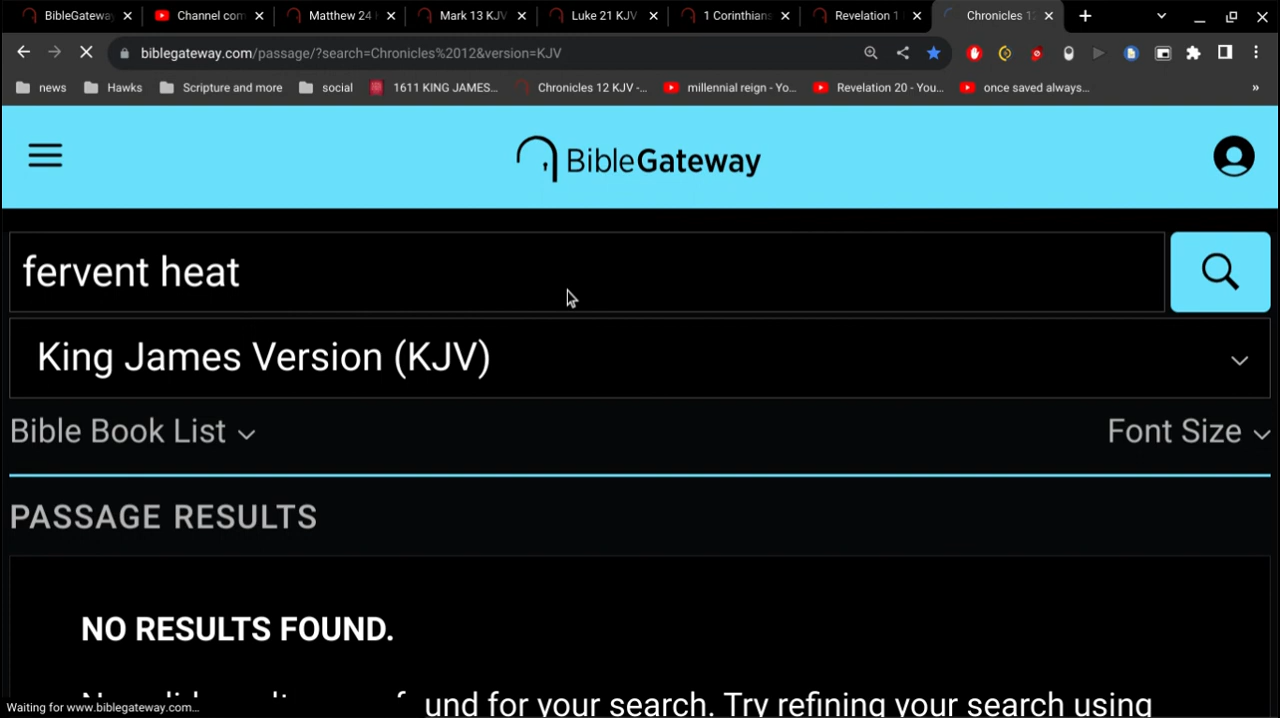 BibleGateway
Channel com
Matthew 24
Mark 13 KJV
Luke 21 KJV
1 Corinthians
Revelation 1
Chronicles 12
biblegateway.com/passage/?search=Chronicles%2012&version=KJV
news
Hawks
Scripture and more
social
1611 KING JAMES...
Chronicles 12 KJV -...
millennial reign - Yo...
Revelation 20 - You...
once saved always...
»
BibleGateway
fervent heat
King James Version (KJV)
Bible Book List
Font Size
PASSAGE RESULTS
NO RESULTS FOUND.
und for your search. Try refining your search using
Waiting for www.biblegateway.com...